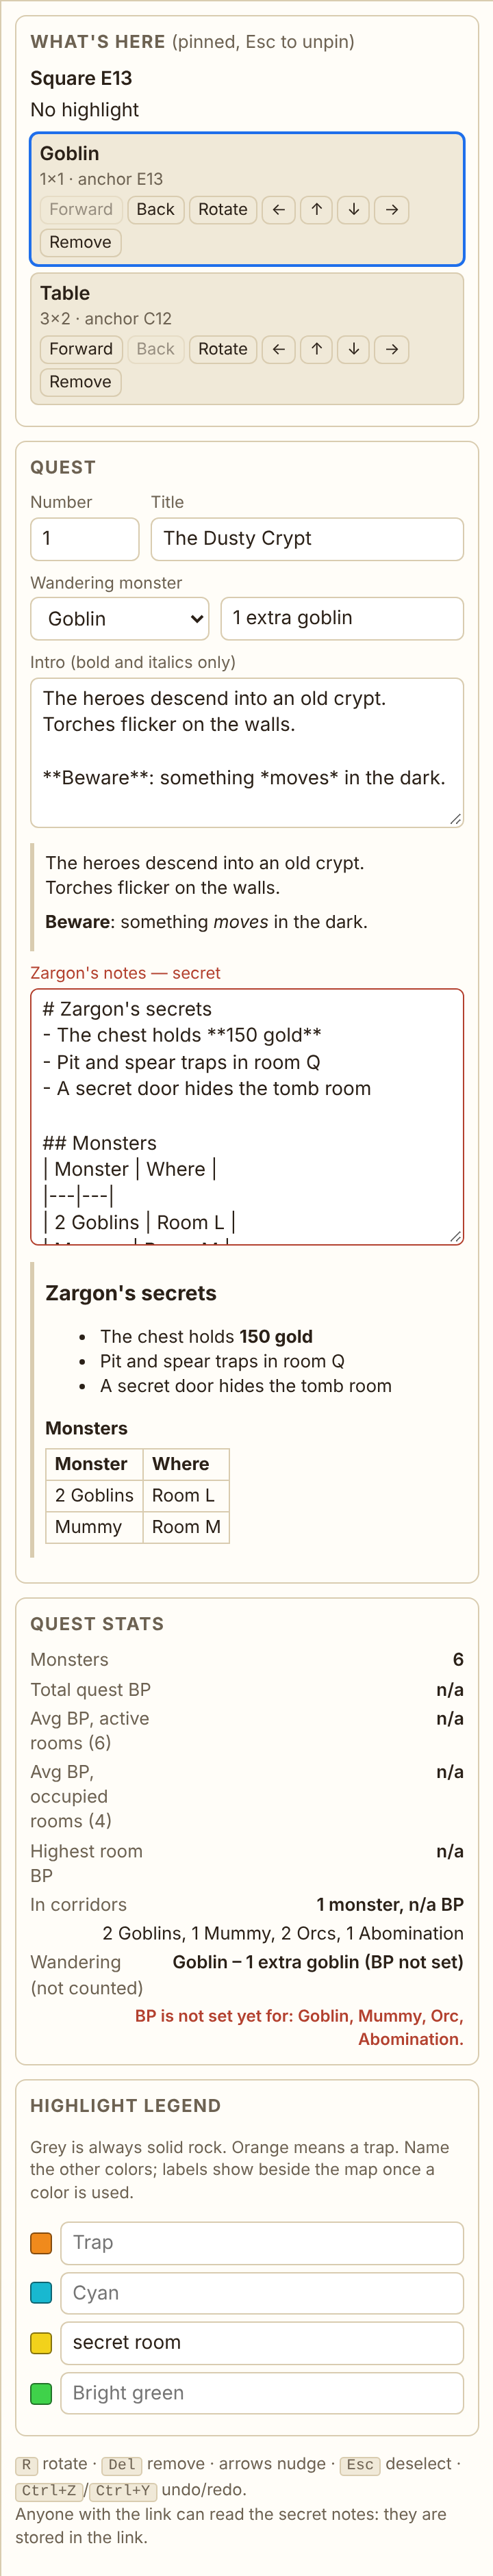 WHAT'S HERE (pinned, Esc to unpin)
Square E13
No highlight
Goblin
1×1 · anchor E13
Forward Back Rotate ← ↑ ↓ →
Remove
Table
3×2 · anchor C12
Forward Back Rotate ← ↑ ↓ →
Remove
QUEST
Number Title
1 The Dusty Crypt
Wandering monster
Goblin 1 extra goblin
Intro (bold and italics only)
The heroes descend into an old crypt.
Torches flicker on the walls.
**Beware**: something *moves* in the dark.
The heroes descend into an old crypt.
Torches flicker on the walls.
Beware: something moves in the dark.
Zargon's notes — secret
# Zargon's secrets
- The chest holds **150 gold**
- Pit and spear traps in room Q
- A secret door hides the tomb room
## Monsters
| Monster | Where |
|---|---|
| 2 Goblins | Room L |
Zargon's secrets
• The chest holds 150 gold
• Pit and spear traps in room Q
• A secret door hides the tomb room
Monsters
Monster Where
2 Goblins Room L
Mummy Room M
QUEST STATS
Monsters 6
Total quest BP n/a
Avg BP, active n/a
rooms (6)
Avg BP, n/a
occupied
rooms (4)
Highest room n/a
BP
In corridors 1 monster, n/a BP
2 Goblins, 1 Mummy, 2 Orcs, 1 Abomination
Wandering Goblin – 1 extra goblin (BP not set)
(not counted)
BP is not set yet for: Goblin, Mummy, Orc,
Abomination.
HIGHLIGHT LEGEND
Grey is always solid rock. Orange means a trap. Name
the other colors; labels show beside the map once a
color is used.
Trap
Cyan
secret room
Bright green
R rotate · Del remove · arrows nudge · Esc deselect ·
Ctrl+Z/Ctrl+Y undo/redo.
Anyone with the link can read the secret notes: they are
stored in the link.